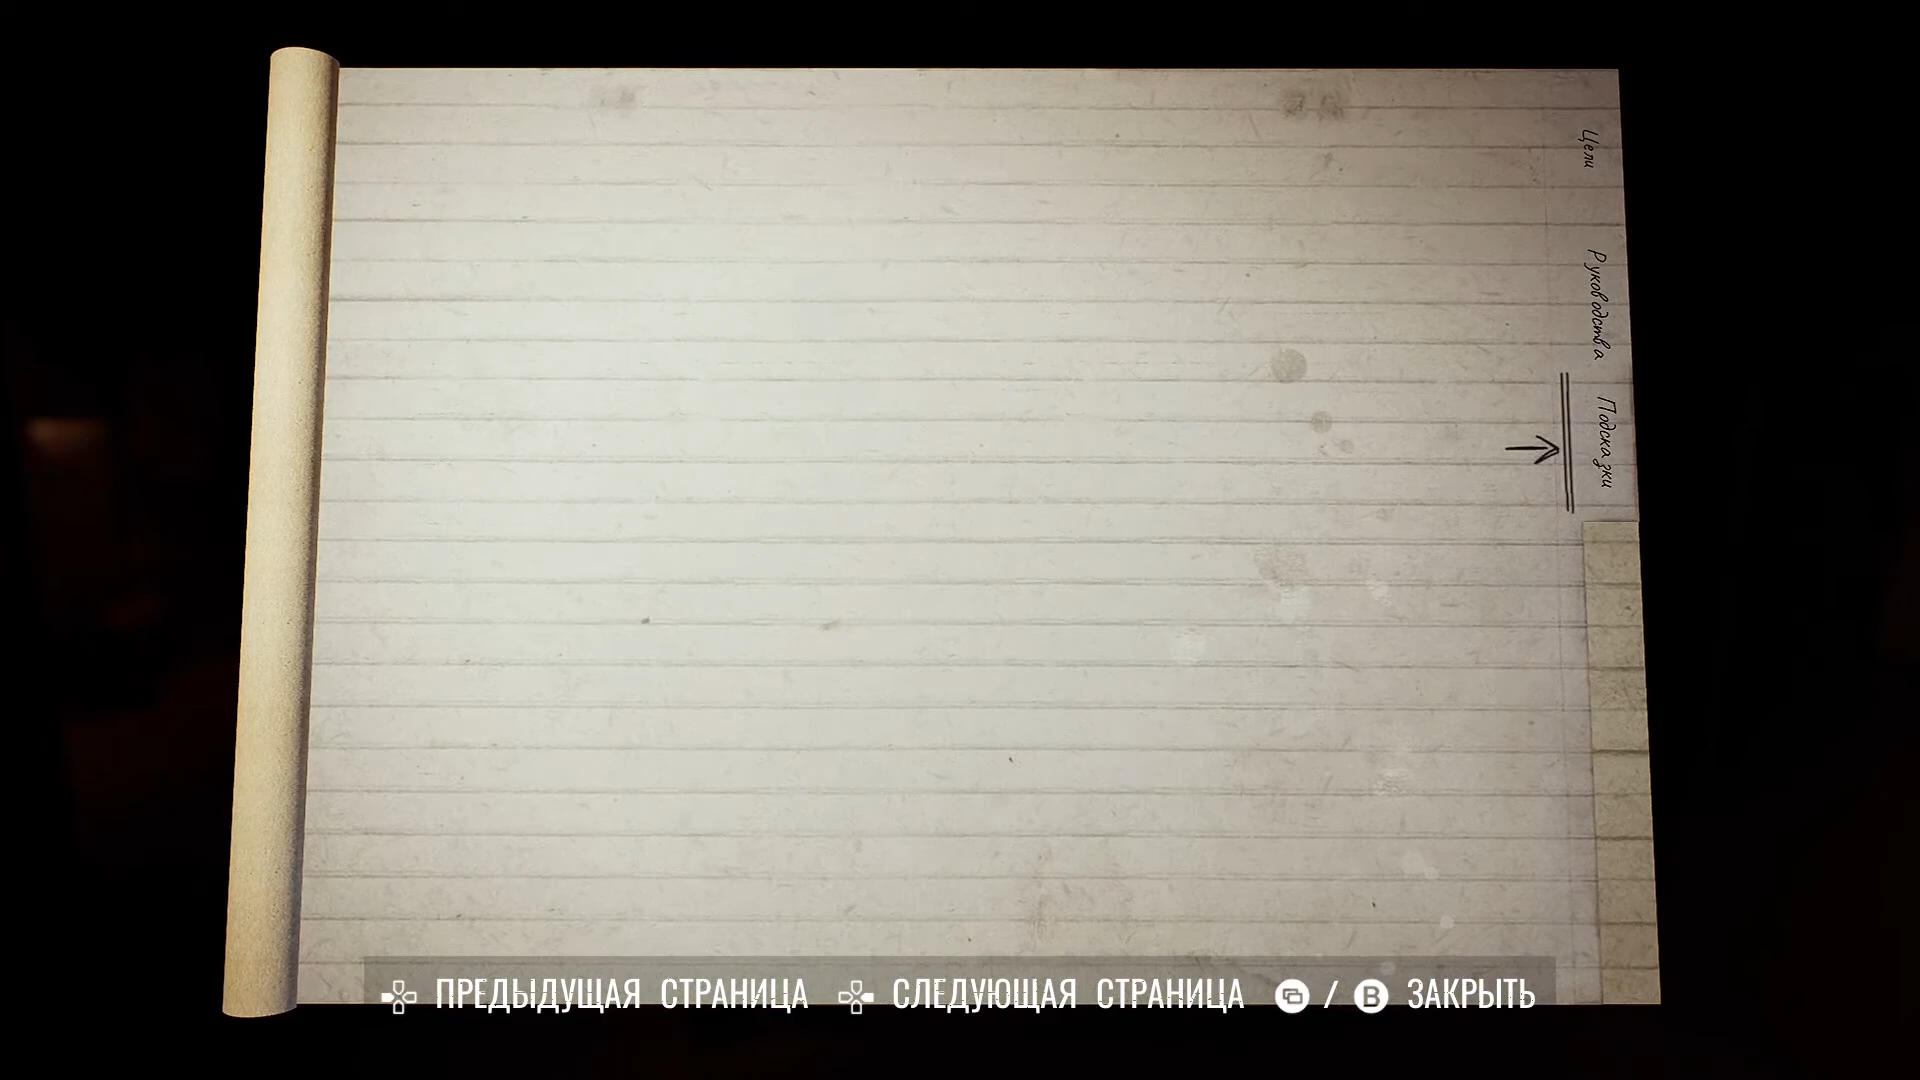 Цели
Руководства
Подсказки
ПРЕДЫДУЩАЯ СТРАНИЦА СЛЕДУЮЩАЯ СТРАНИЦА / B ЗАКРЫТЬ